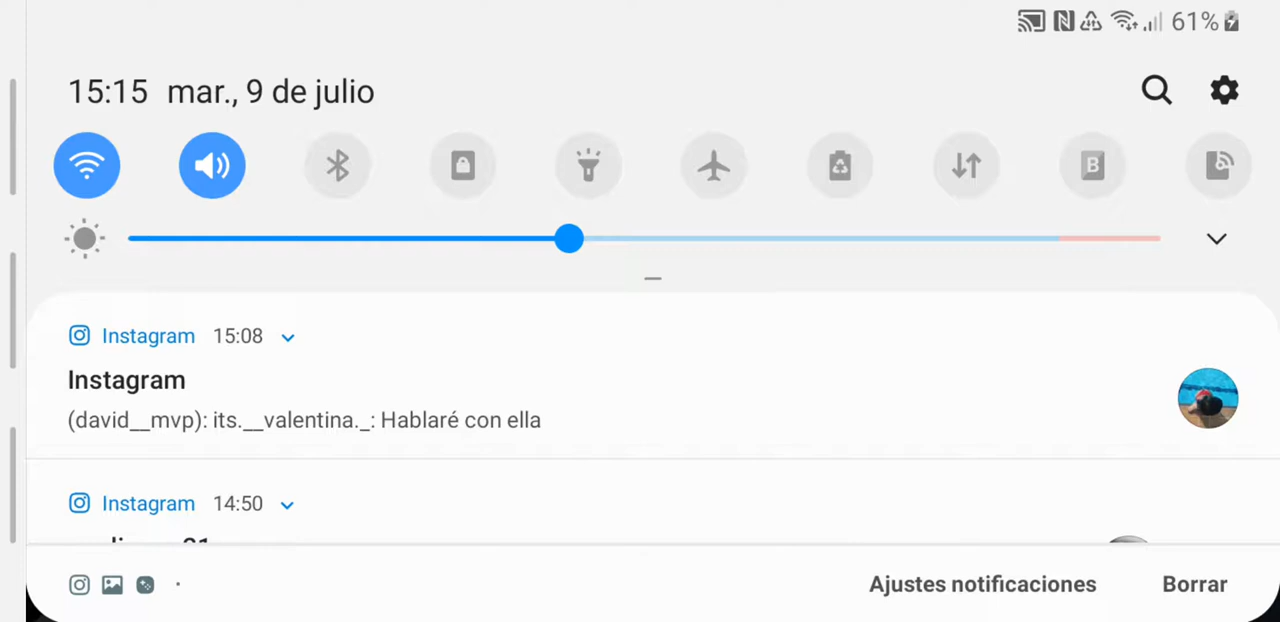 61%
15:15 mar., 9 de julio
B
Instagram 15:08
Instagram
(david__mvp): its.__valentina._: Hablaré con ella
Instagram 14:50
Ajustes notificaciones Borrar